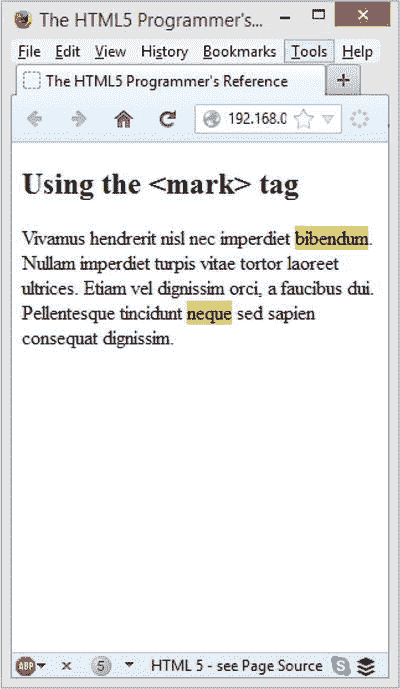 The HTML5 Programmer's...
File Edit View History Bookmarks Tools Help
The HTML5 Programmer's Reference
192.168.0
Using the <mark> tag
Vivamus hendrerit nisl nec imperdiet bibendum.
Nullam imperdiet turpis vitae tortor laoreet
ultrices. Etiam vel dignissim orci, a faucibus dui.
Pellentesque tincidunt neque sed sapien
consequat dignissim.
ABP 5 HTML 5 - see Page Source